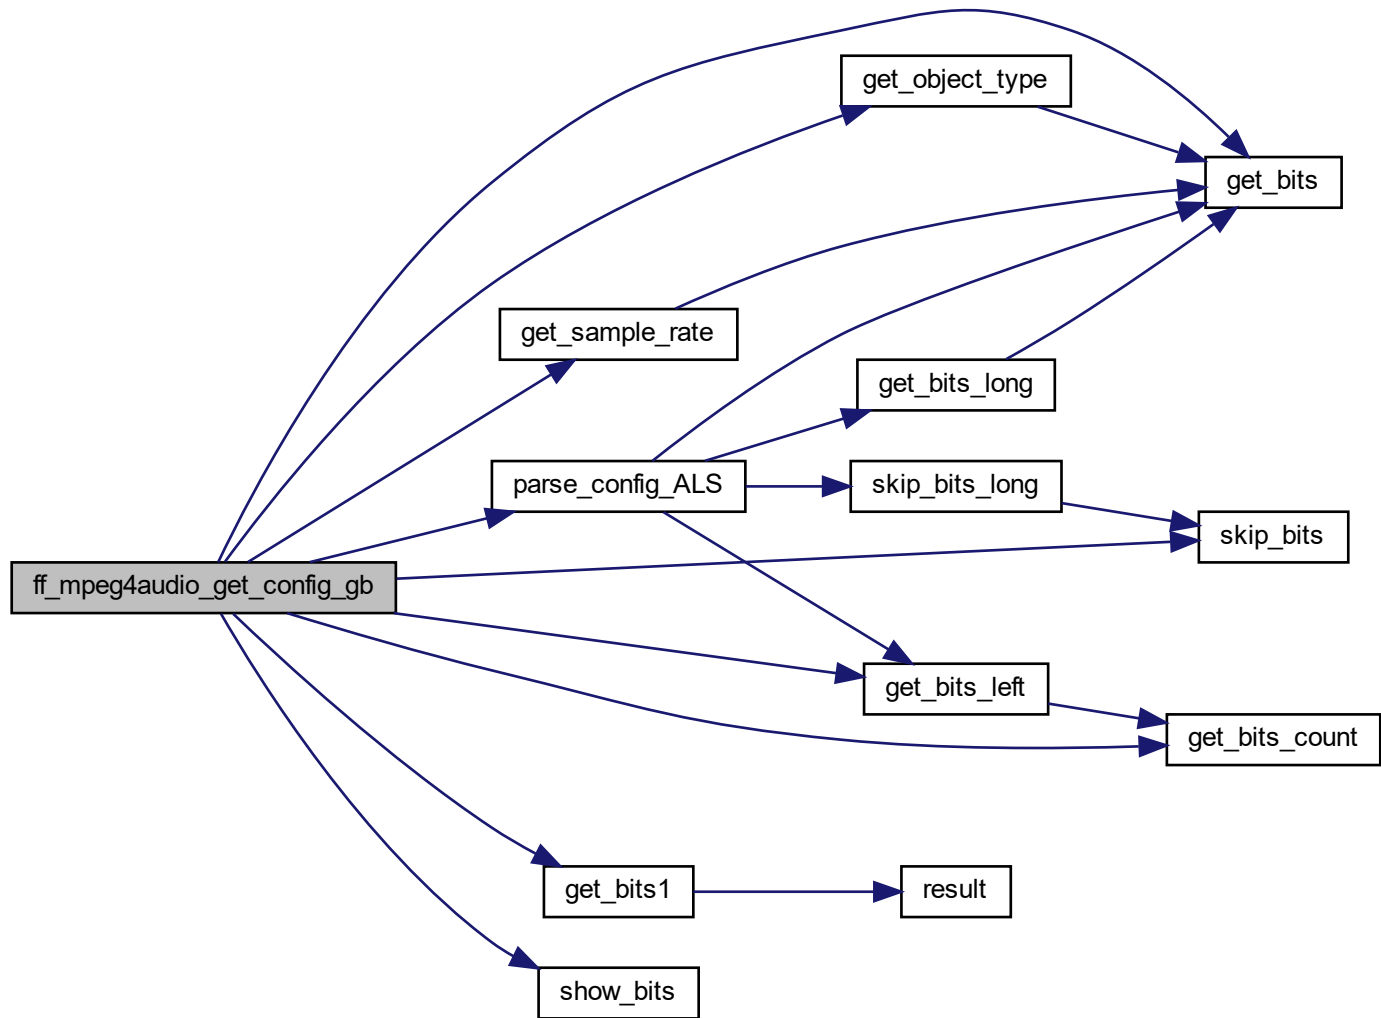 get_object_type
get_bits
get_sample_rate
get_bits_long
parse_config_ALS
skip_bits_long
skip_bits
ff_mpeg4audio_get_config_gb
get_bits_left
get_bits_count
get_bits1
result
show_bits